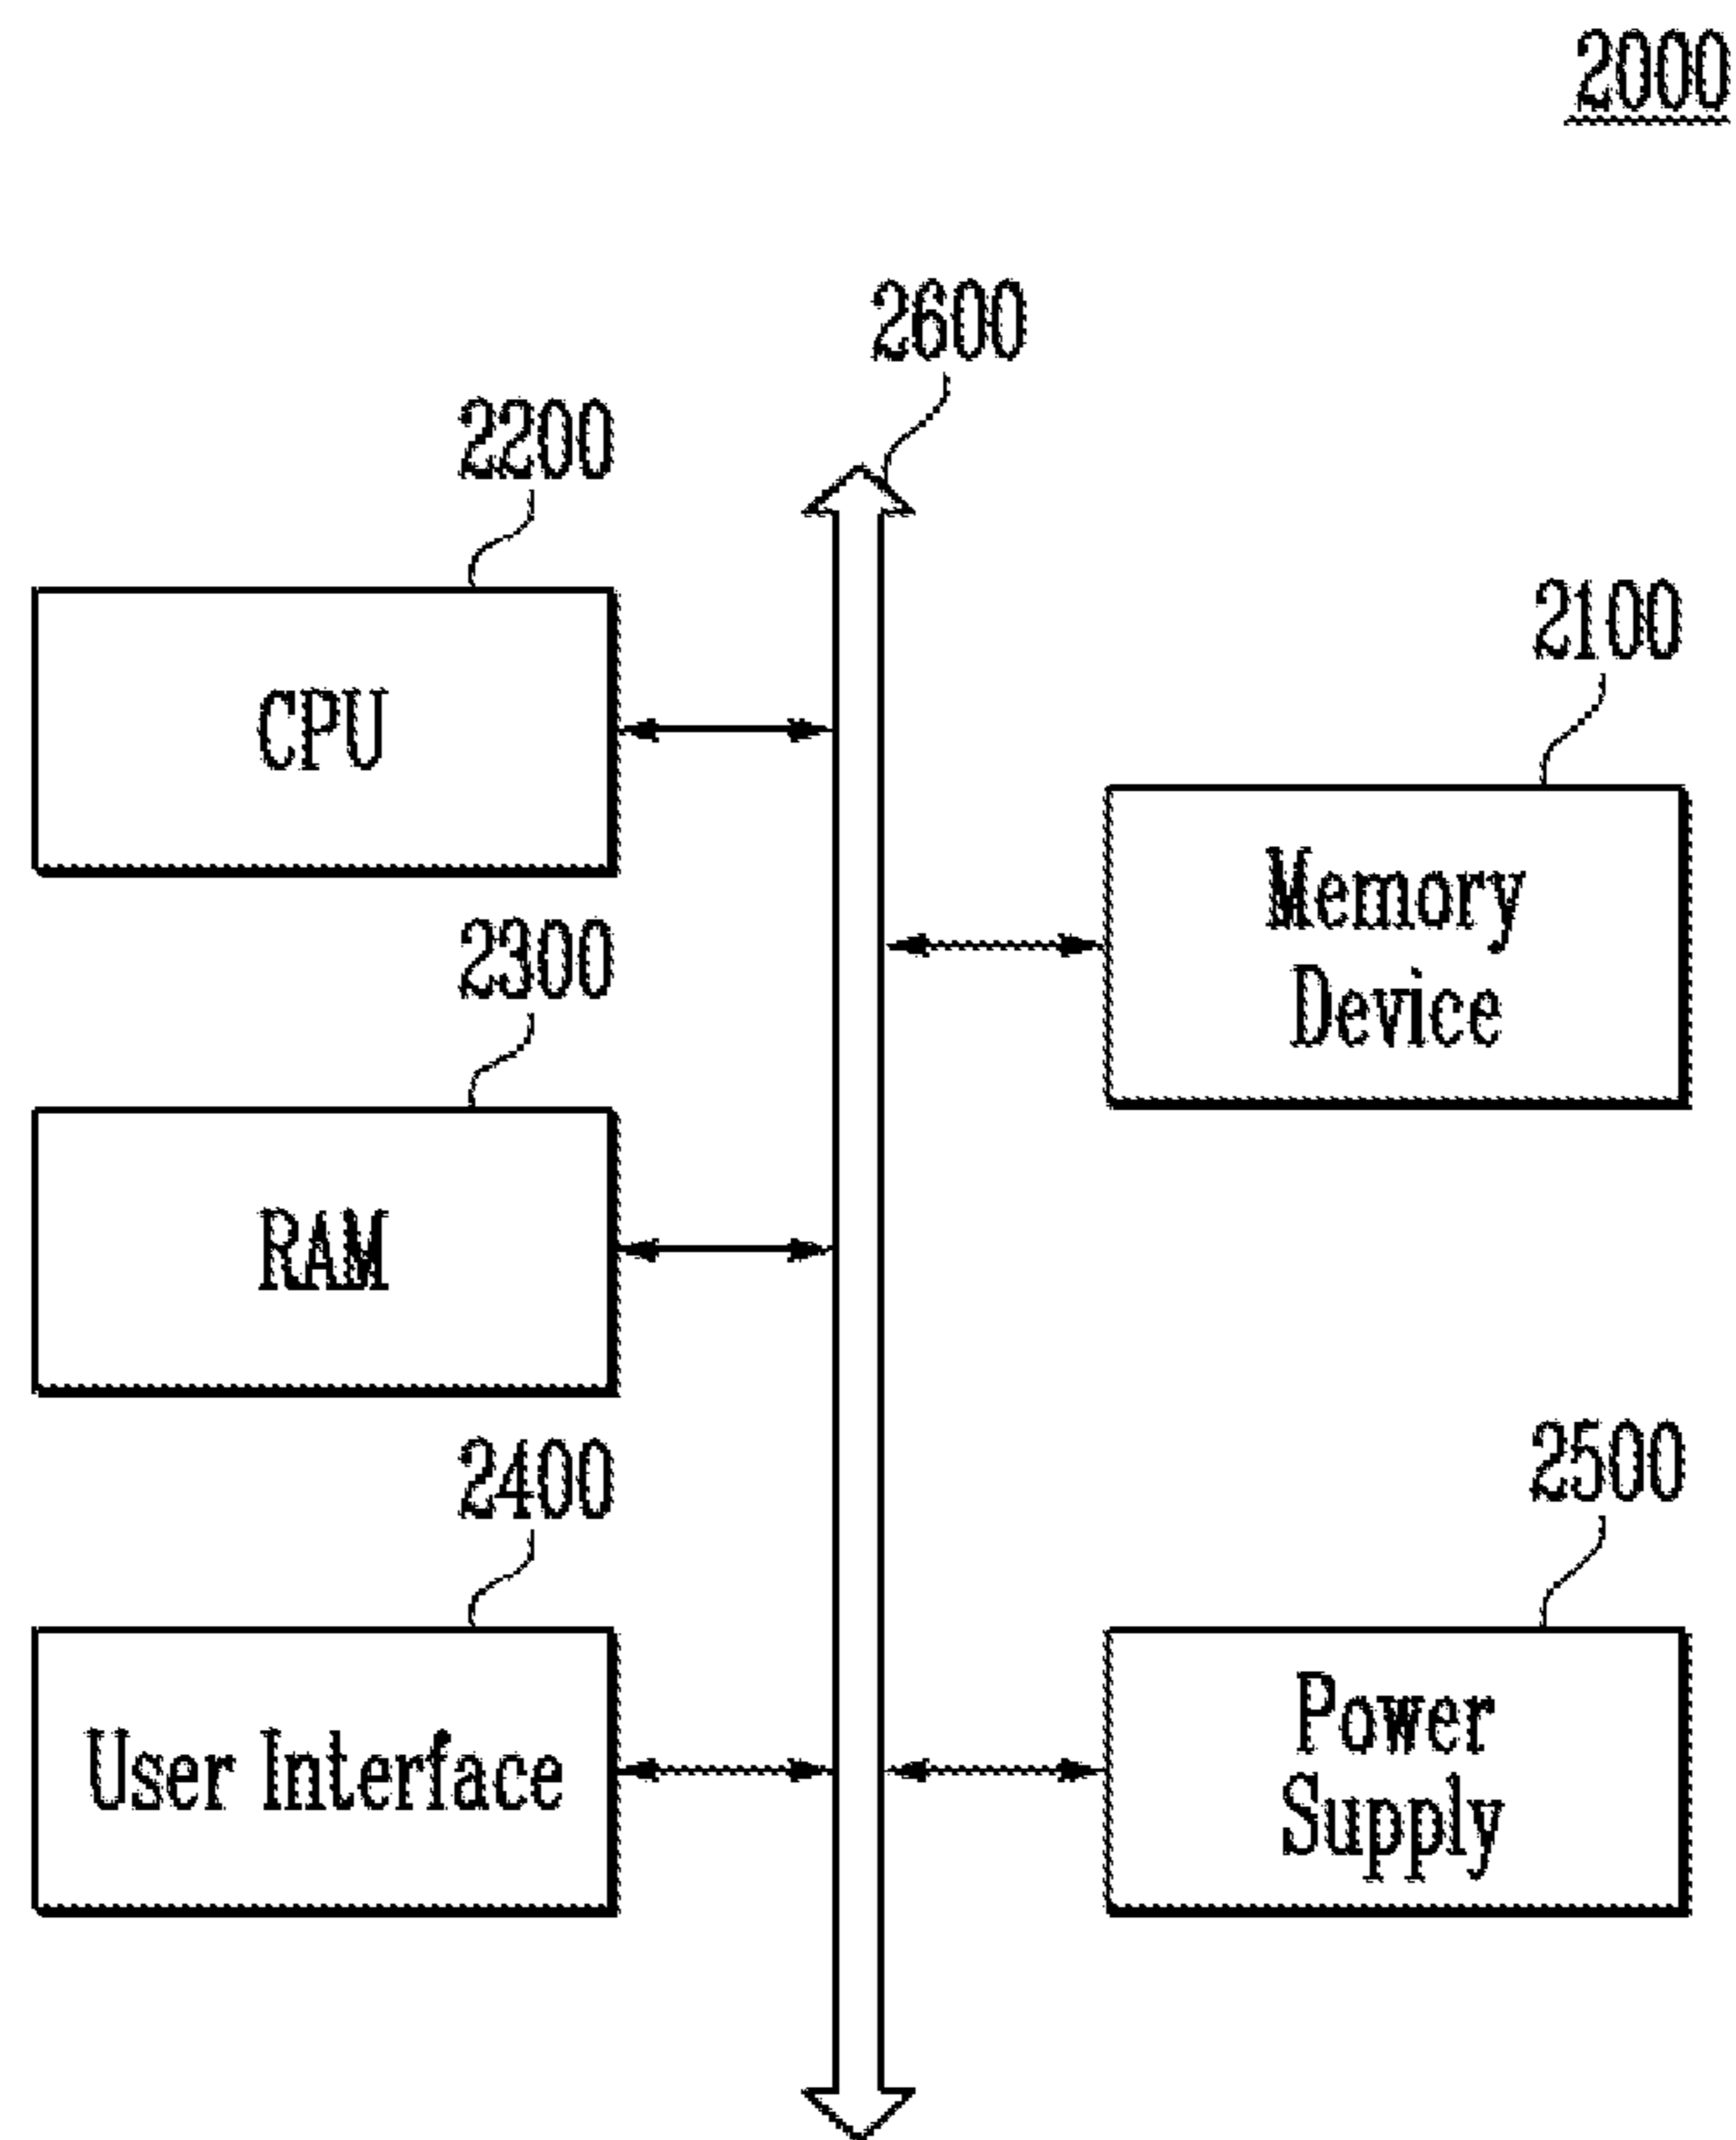 2000
2600
2200
CPU
2100
Memory
Device
2300
RAM
2400
User Interface
2500
Power
Supply